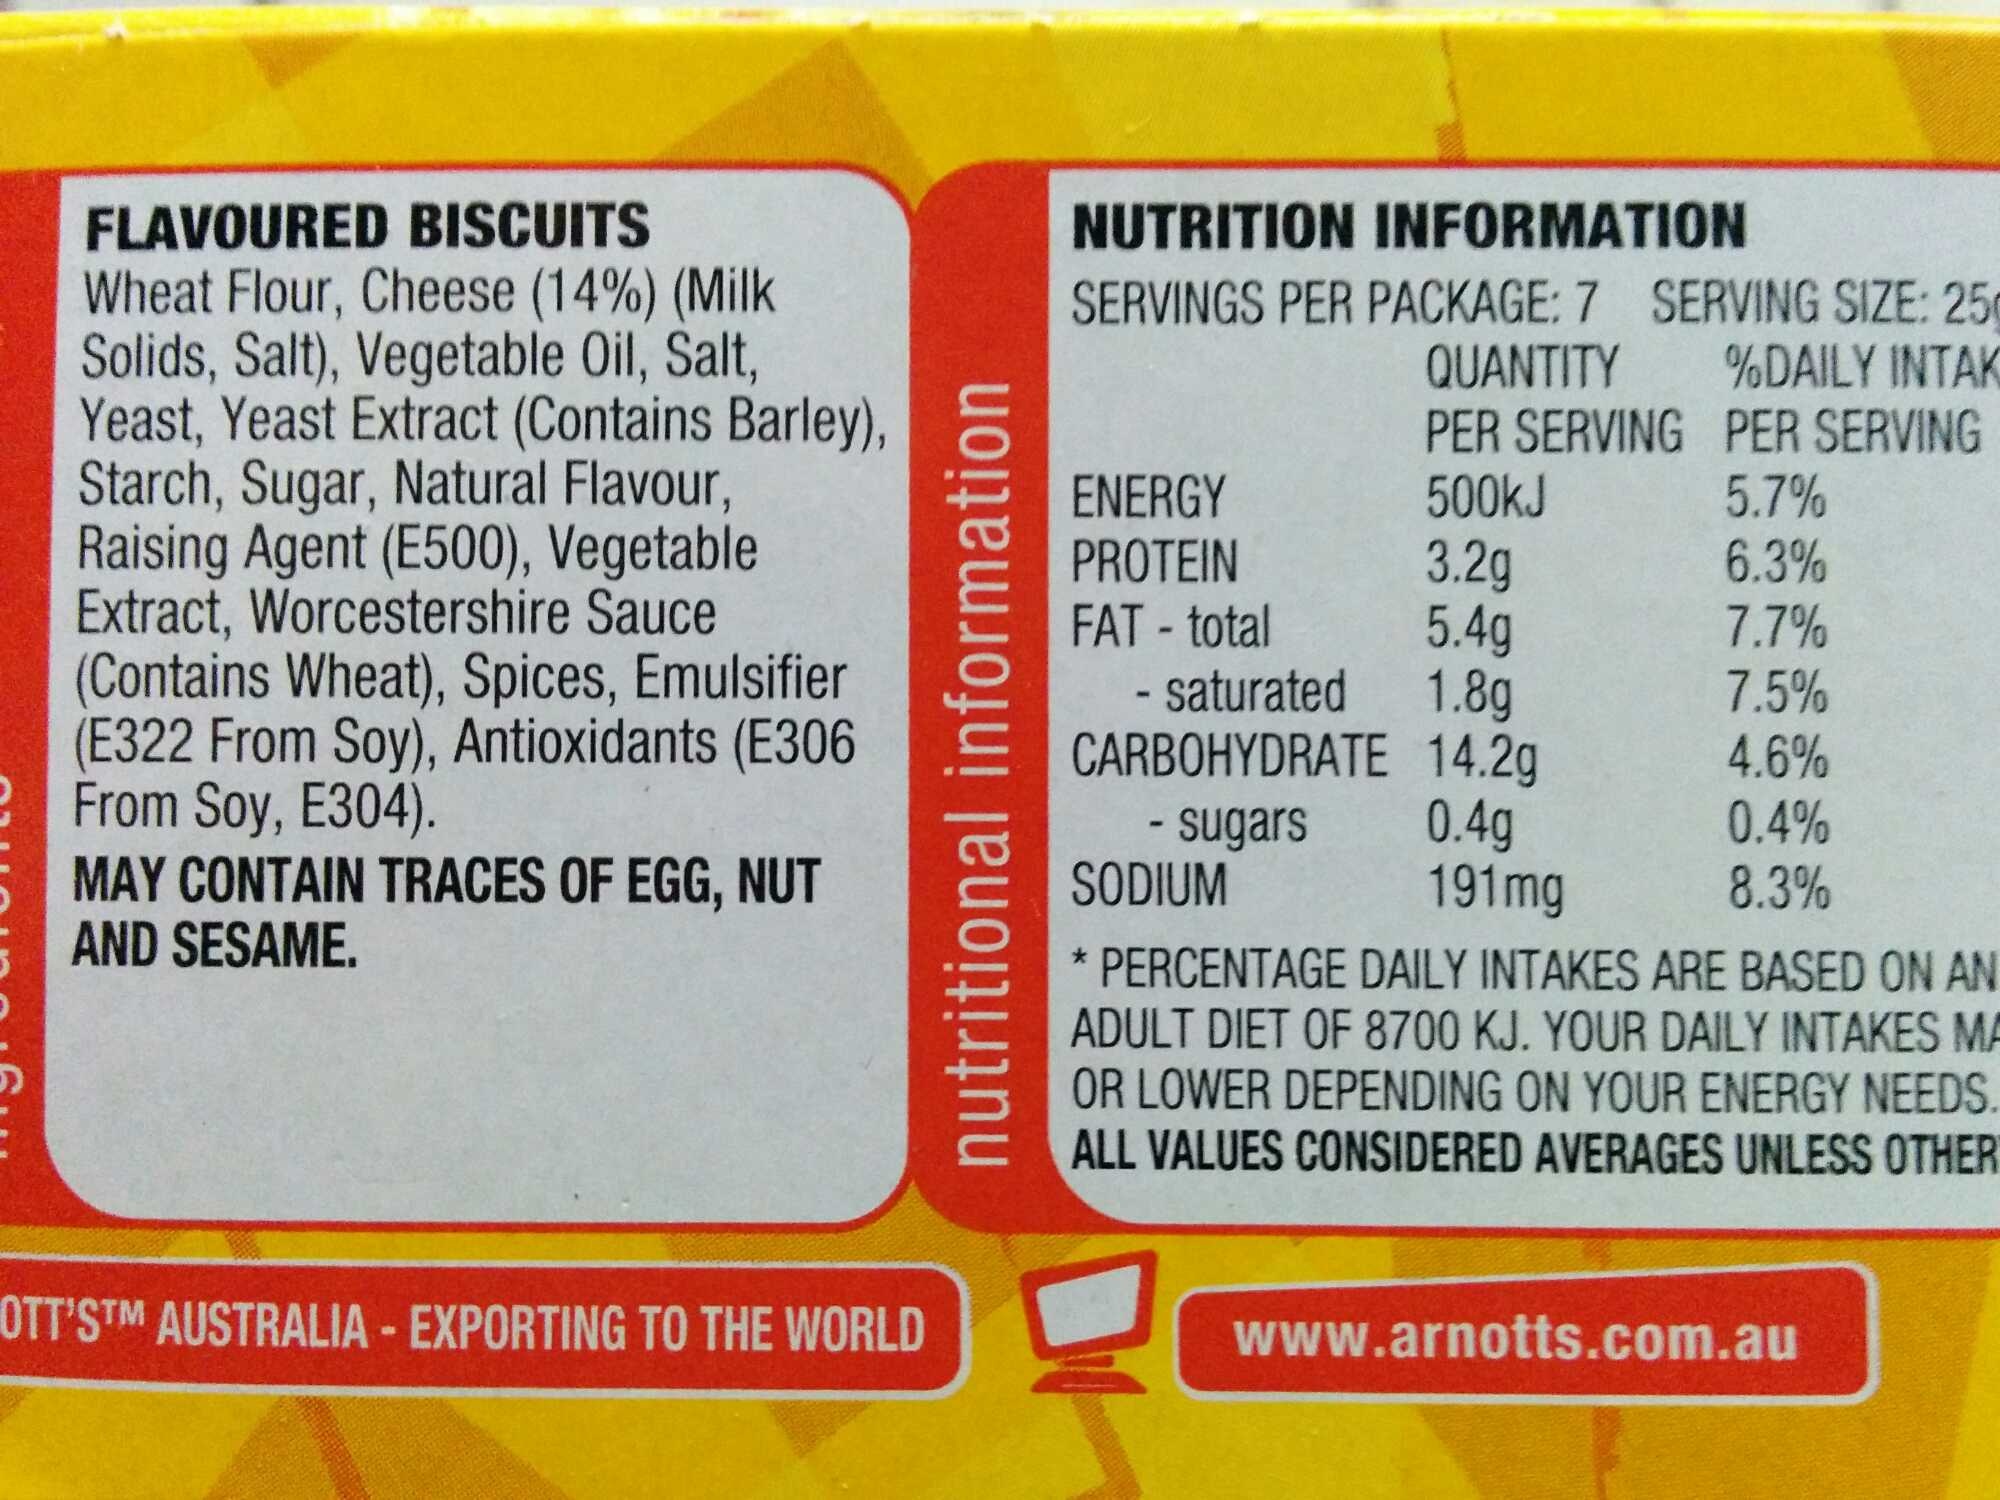 FLAVOURED BISCUITS
Wheat Flour, Cheese (14%) (Milk
Solids, Salt), Vegetable Oil, Salt,
Yeast, Yeast Extract (Contains Barley),
Starch, Sugar, Natural Flavour,
Raising Agent (E500), Vegetable
Extract, Worcestershire Sauce
(Contains Wheat), Spices, Emulsifier
(E322 From Soy), Antioxidants (E306
From Soy, E304).
MAY CONTAIN TRACES OF EGG, NUT
AND SESAME.
nutritional information
NUTRITION INFORMATION
SERVINGS PER PACKAGE: 7 SERVING SIZE: 25g
QUANTITY %DAILY INTAK
PER SERVING PER SERVING
ENERGY 500kJ 5.7%
PROTEIN 3.2g 6.3%
FAT - total 5.4g 7.7%
- saturated 1.8g 7.5%
CARBOHYDRATE 14.2g 4.6%
- sugars 0.4g 0.4%
SODIUM 191mg 8.3%
* PERCENTAGE DAILY INTAKES ARE BASED ON AN
ADULT DIET OF 8700 KJ. YOUR DAILY INTAKES MA
OR LOWER DEPENDING ON YOUR ENERGY NEEDS.
ALL VALUES CONSIDERED AVERAGES UNLESS OTHER
OTT'S™ AUSTRALIA - EXPORTING TO THE WORLD
www.arnotts.com.au